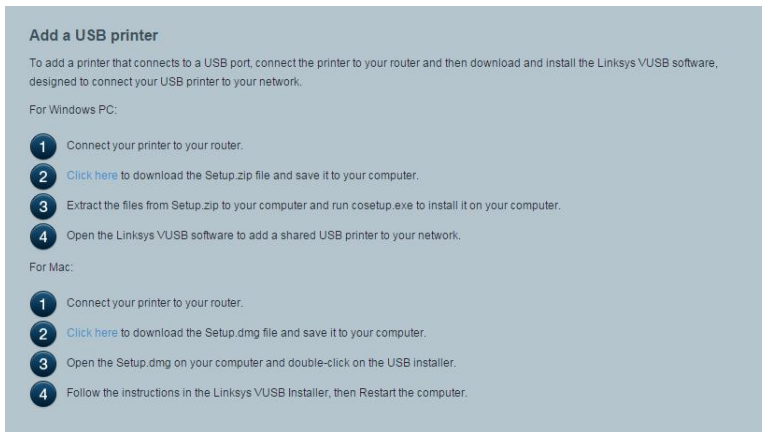 Add a USB printer
To add a printer that connects to a USB port, connect the printer to your router and then download and install the Linksys VUSB software,
designed to connect your USB printer to your network.
For Windows PC:
1 Connect your printer to your router.
2 Click here to download the Setup.zip file and save it to your computer.
3 Extract the files from Setup.zip to your computer and run cosetup.exe to install it on your computer.
4 Open the Linksys VUSB software to add a shared USB printer to your network.
For Mac:
1 Connect your printer to your router.
2 Click here to download the Setup.dmg file and save it to your computer.
3 Open the Setup.dmg on your computer and double-click on the USB installer.
4 Follow the instructions in the Linksys VUSB Installer, then Restart the computer.